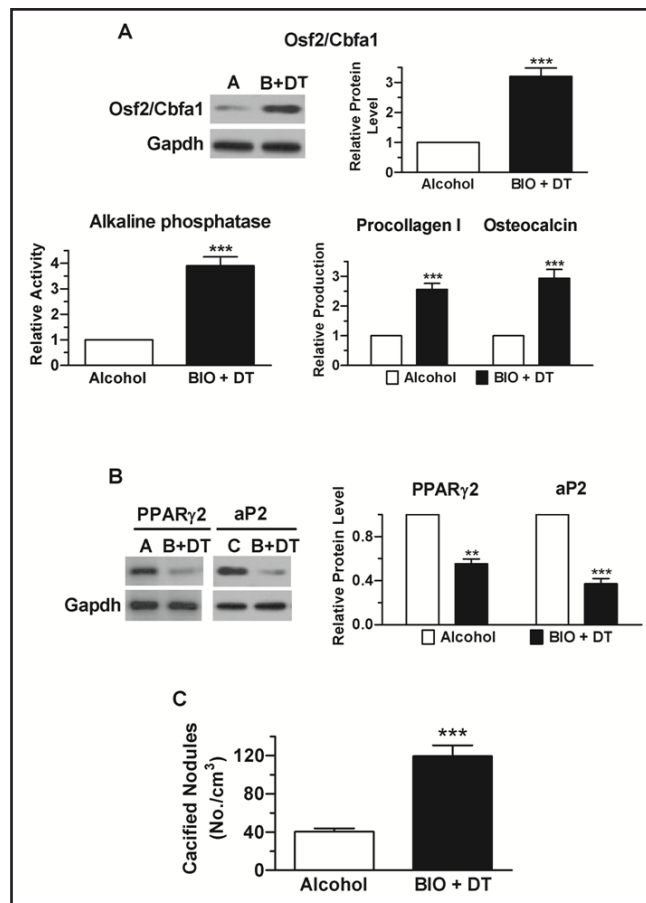 A
Osf2/Cbfa1
A B+DT
Osf2/Cbfa1
Gapdh
Relative Protein
Level
3
2
1
0
***
Alcohol BIO + DT
Alkaline phosphatase
Relative Activity
4
3
2
1
0
***
Alcohol BIO + DT
Procollagen I Osteocalcin
Relative Production
3
2
1
0
*** ***
Alcohol BIO + DT
B
PPARγ2 aP2
A B+DT C B+DT
Gapdh
PPARγ2 aP2
Relative Protein Level
0.8
0.4
0.0
** ***
Alcohol BIO + DT
C
Cacified Nodules
(No./cm³)
120
80
40
0
***
Alcohol BIO + DT